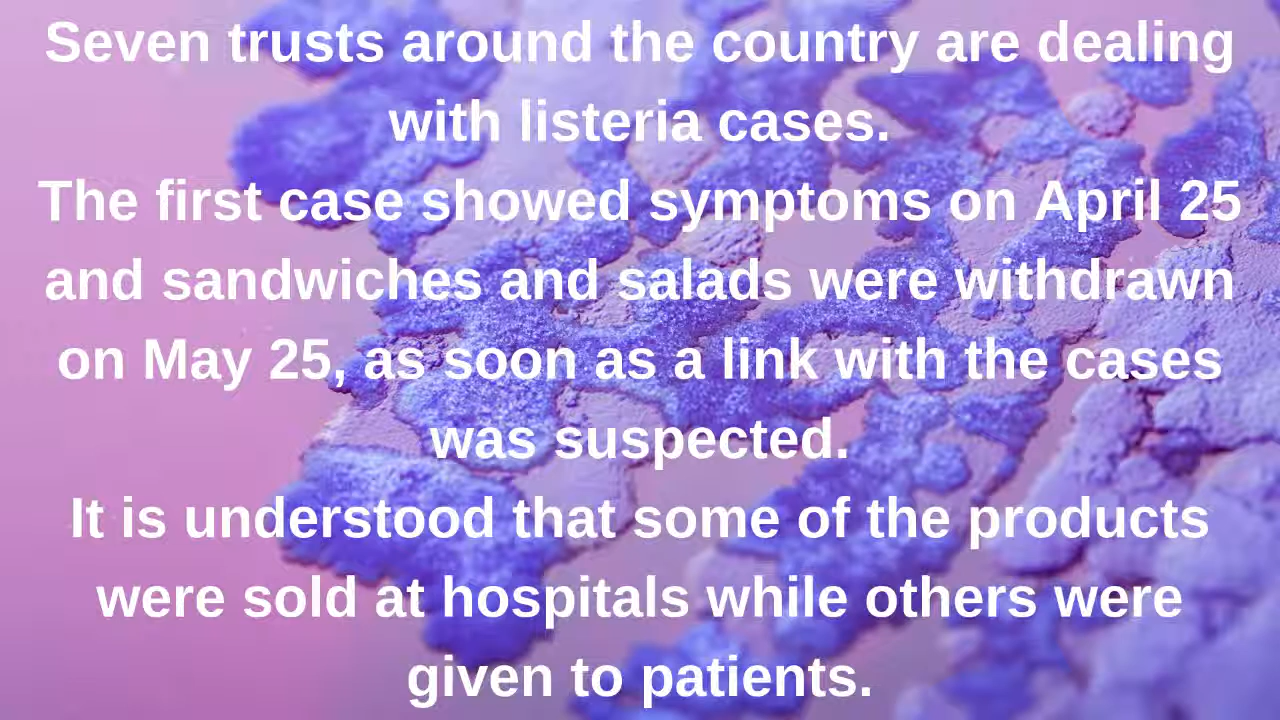 Seven trusts around the country are dealing
with listeria cases.
The first case showed symptoms on April 25
and sandwiches and salads were withdrawn
on May 25, as soon as a link with the cases
was suspected.
It is understood that some of the products
were sold at hospitals while others were
given to patients.